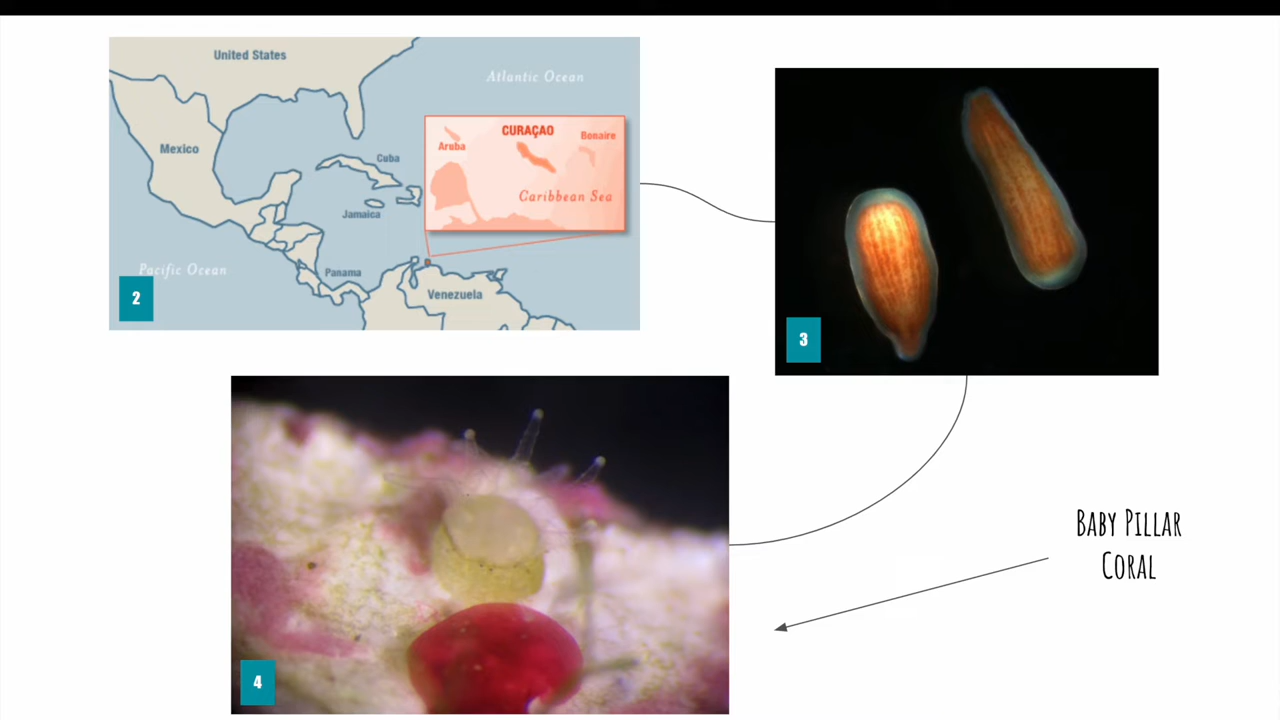 United States
Atlantic Ocean
CURAÇAO
Aruba
Bonaire
Mexico
Cuba
Caribbean Sea
Jamaica
Pacific Ocean
Panama
Venezuela
2
3
BABY PILLAR
CORAL
4